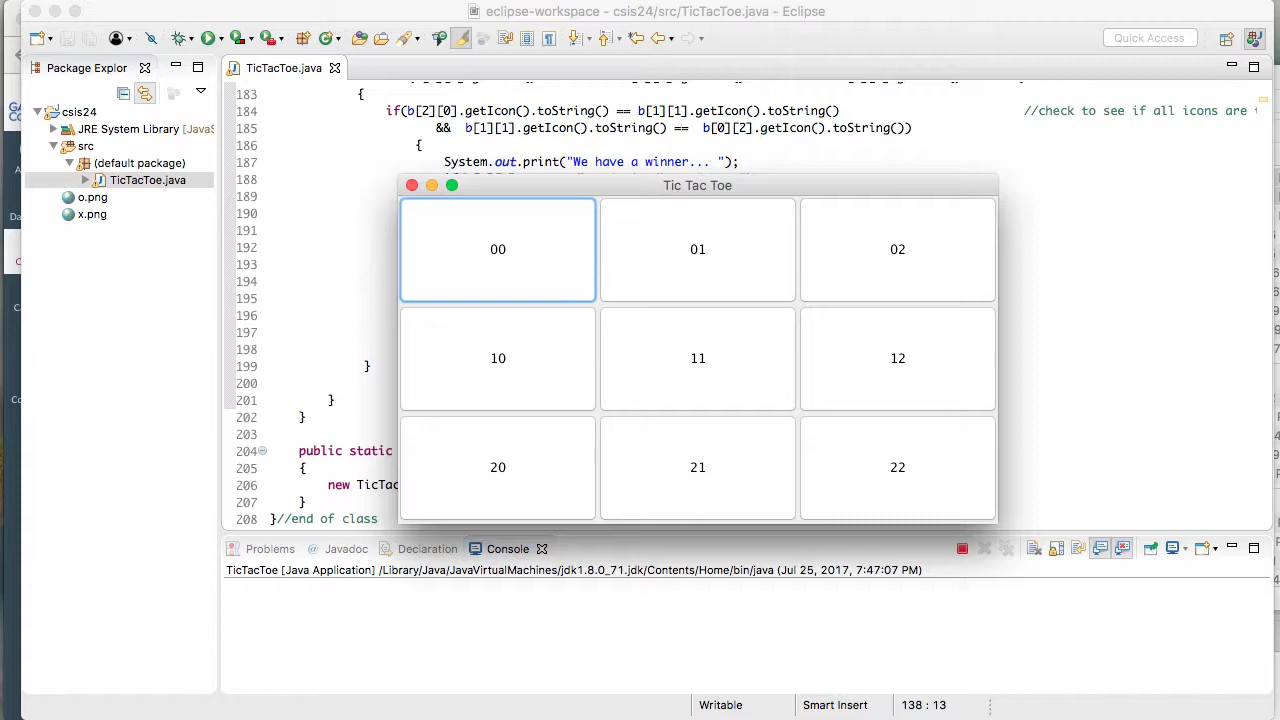 eclipse-workspace - csis24/src/TicTacToe.java - Eclipse
Quick Access
Package Explor
TicTacToe.java
csis24
JRE System Library [JavaS
src
(default package)
TicTacToe.java
o.png
x.png
183 {
184 if(b[2][0].getIcon().toString() == b[1][1].getIcon().toString() //check to see if all icons are
185 && b[1][1].getIcon().toString() == b[0][2].getIcon().toString())
186 {
187 System.out.print("We have a winner... ");
188
189
190
191
192
193
194
195
196
197
198
199 }
200
201 }
202 }
203
204 public static
205 {
206 new TicTac
207 }
208 }//end of class
Tic Tac Toe
00 01 02
10 11 12
20 21 22
Problems @ Javadoc Declaration Console
TicTacToe [Java Application] /Library/Java/JavaVirtualMachines/jdk1.8.0_71.jdk/Contents/Home/bin/java (Jul 25, 2017, 7:47:07 PM)
Writable Smart Insert 138 : 13